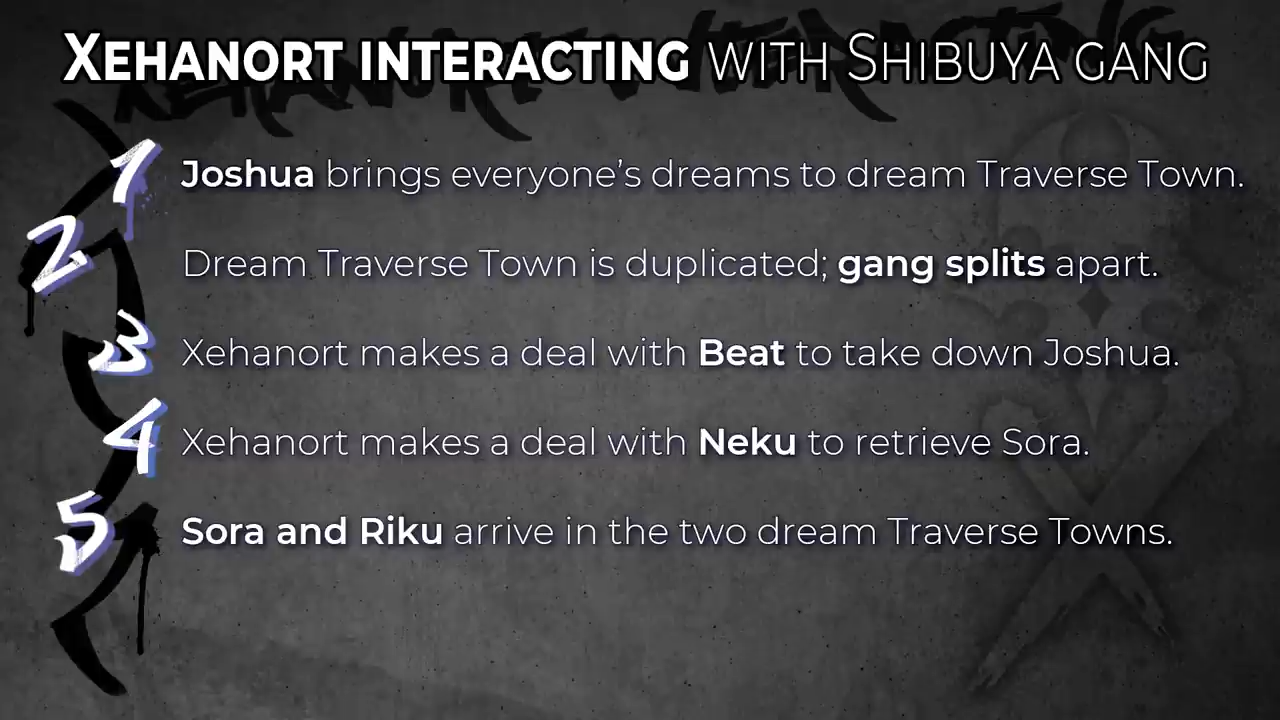 Xehanort interacting with Shibuya gang
1 Joshua brings everyone’s dreams to dream Traverse Town.
2 Dream Traverse Town is duplicated; gang splits apart.
3 Xehanort makes a deal with Beat to take down Joshua.
4 Xehanort makes a deal with Neku to retrieve Sora.
5 Sora and Riku arrive in the two dream Traverse Towns.